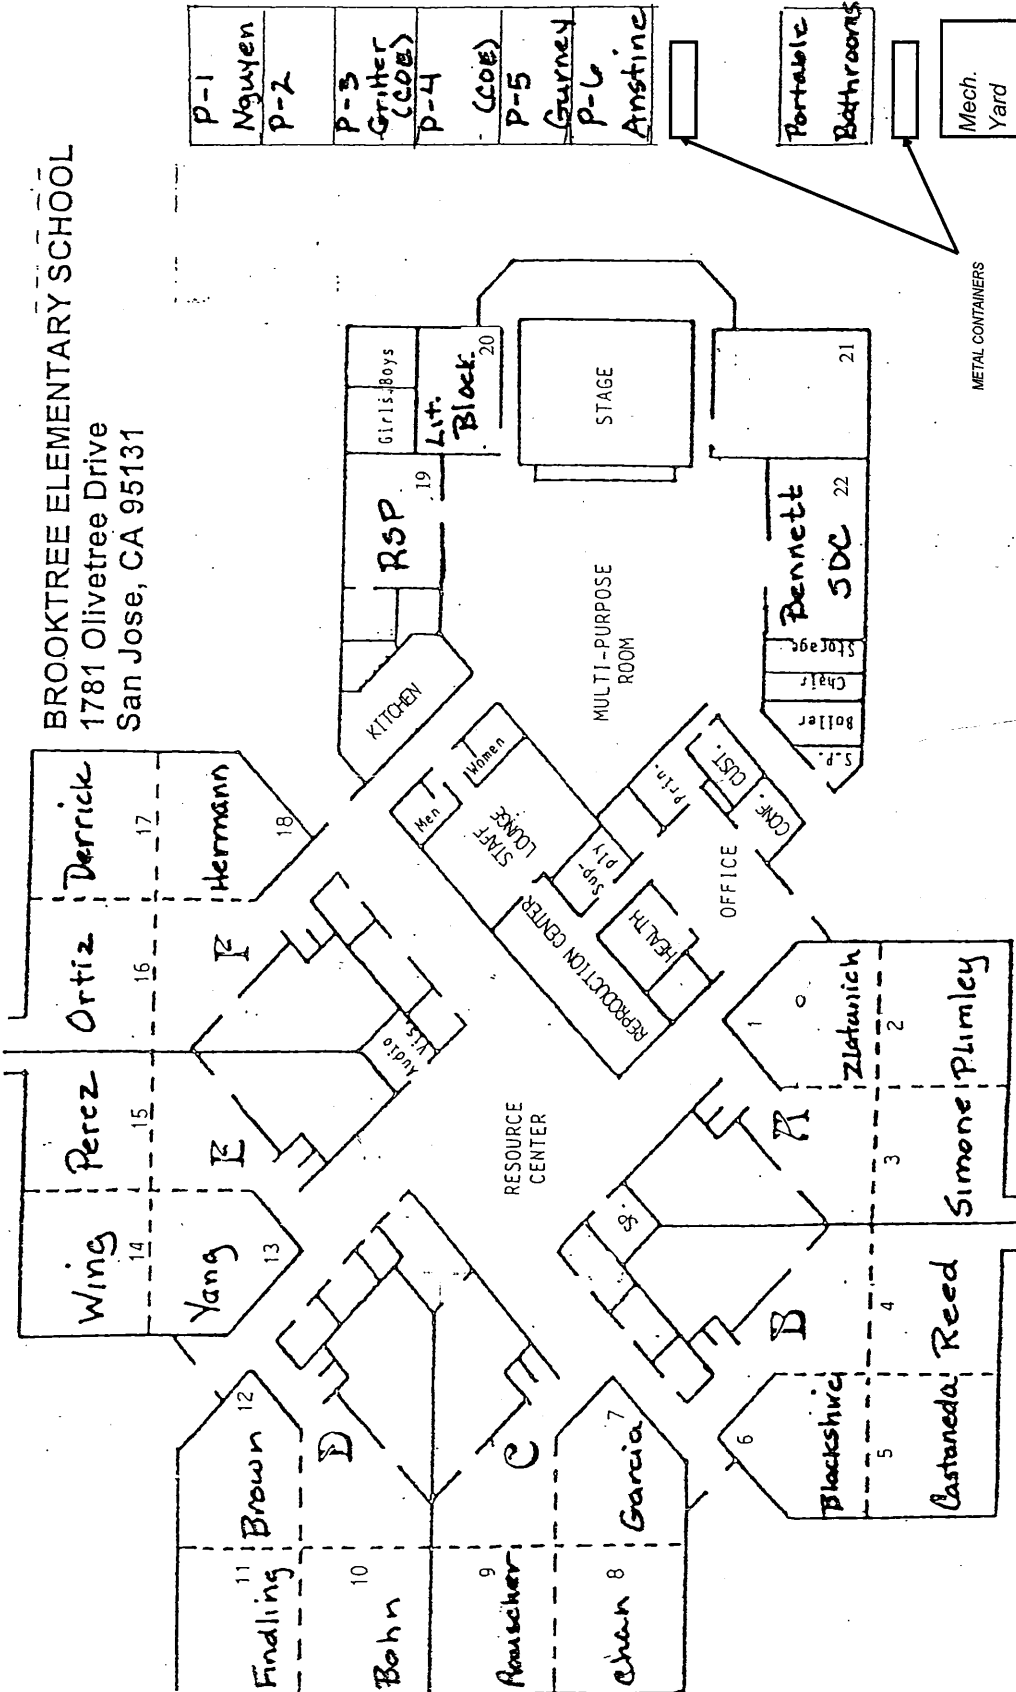 BROOKTREE ELEMENTARY SCHOOL
1781 Olivetree Drive
San Jose, CA 95131
P-1
Nguyen
P-2
P-3
Gritter
(COE)
P-4
(COE)
P-5
Gurney
P-6
Anstine
Portable
Bathrooms
Mech.
Yard
METAL CONTAINERS
Girls
Boys
Lit.
Block
20
RSP
19
KITCHEN
STAGE
MULTI-PURPOSE
ROOM
21
Bennett
SDC
22
Storage
Chair
Boiler
S.P.
Men
Women
STAFF
LOUNGE
Sup-
ply
Prin.
CUST.
CONF.
OFFICE
HEALTH
REPRODUCTION CENTER
RESOURCE
CENTER
Audio
Vis.
Sp.
Derrick
17
Hermann
18
Ortiz
16
F
Perez
15
E
Wing
14
Yang
13
Brown
12
D
Findling
11
Bohn
10
9
Chan
8
Garcia
7
C
Blackshire
6
Castaneda
5
Reed
4
B
Simone
3
A
Plimley
2
Zlatunich
1